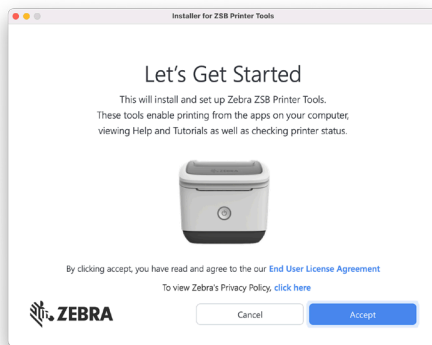 Installer for ZSB Printer Tools
Let's Get Started
This will install and set up Zebra ZSB Printer Tools.
These tools enable printing from the apps on your computer,
viewing Help and Tutorials as well as checking printer status.
By clicking accept, you have read and agree to the our End User License Agreement
To view Zebra's Privacy Policy, click here
ZEBRA
Cancel
Accept